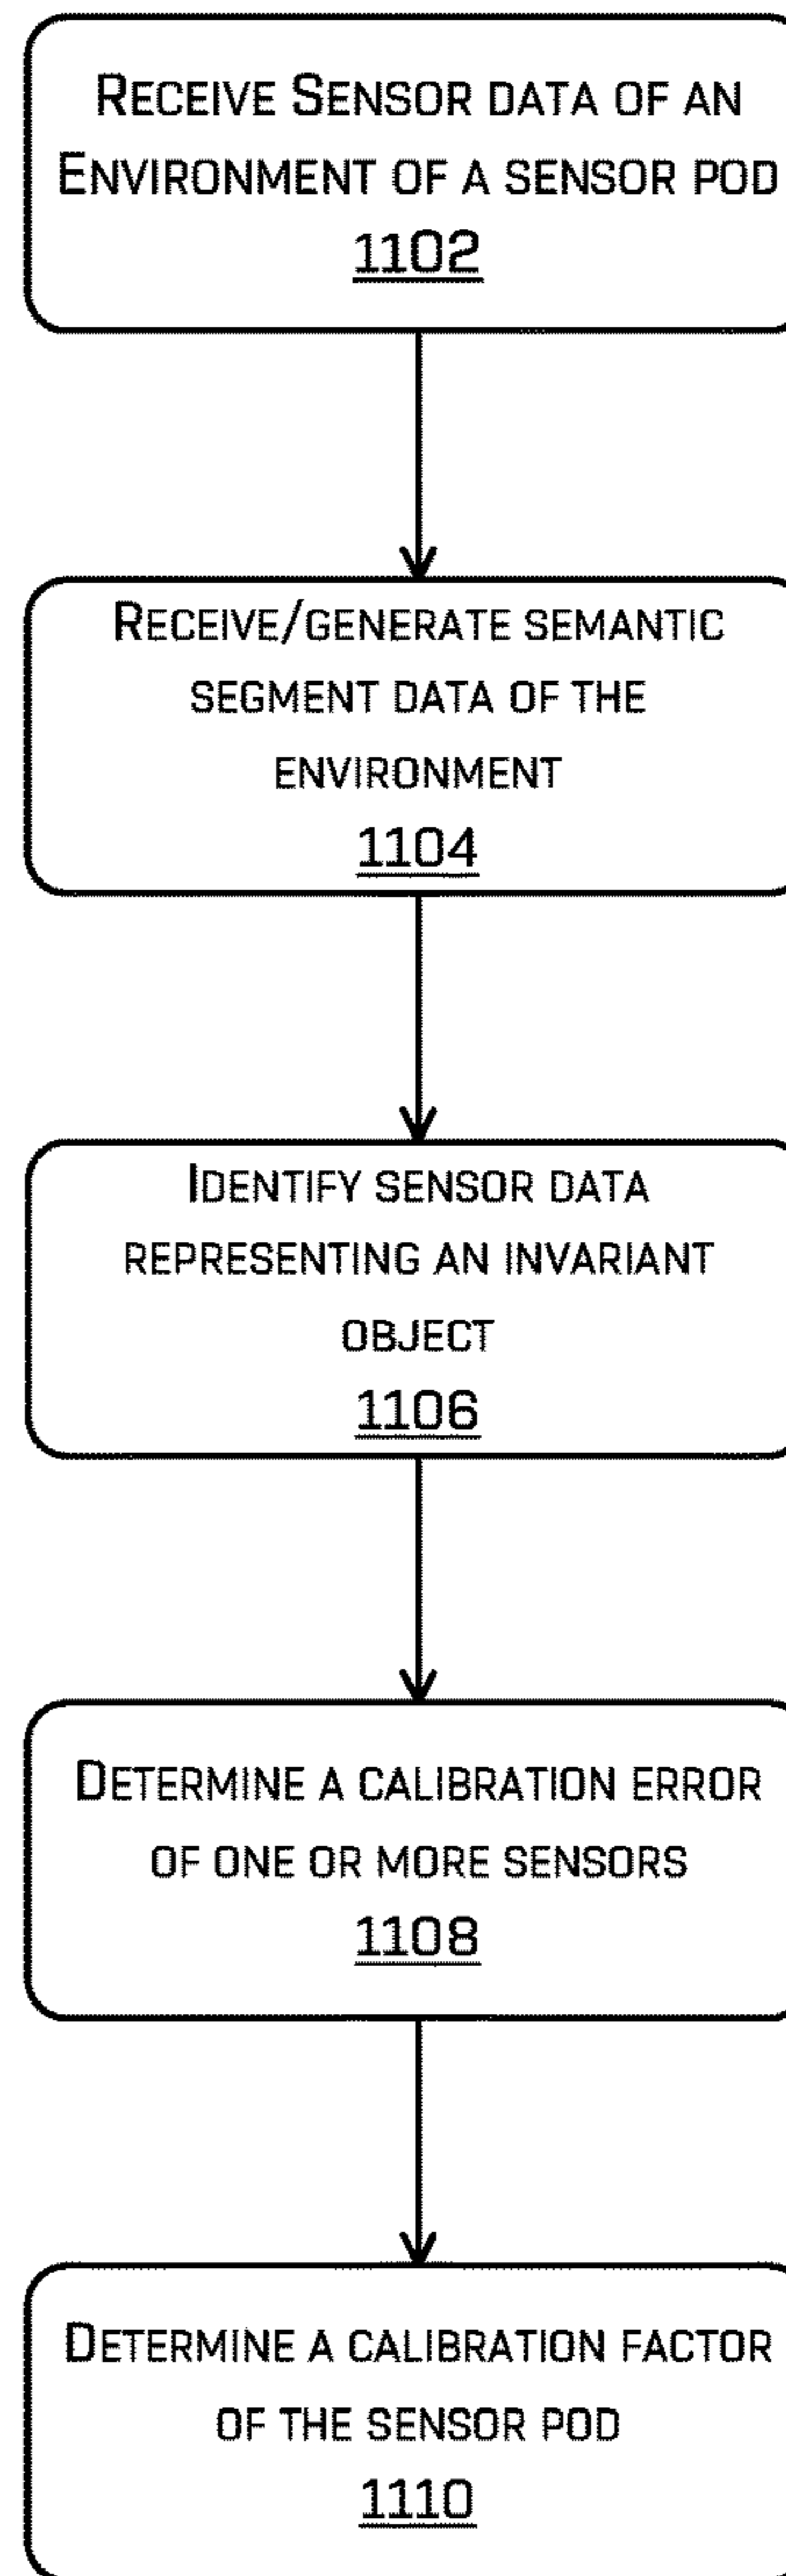 Receive Sensor data of an
Environment of a sensor pod
1102
Receive/generate semantic
segment data of the
environment
1104
Identify sensor data
representing an invariant
object
1106
Determine a calibration error
of one or more sensors
1108
Determine a calibration factor
of the sensor pod
1110